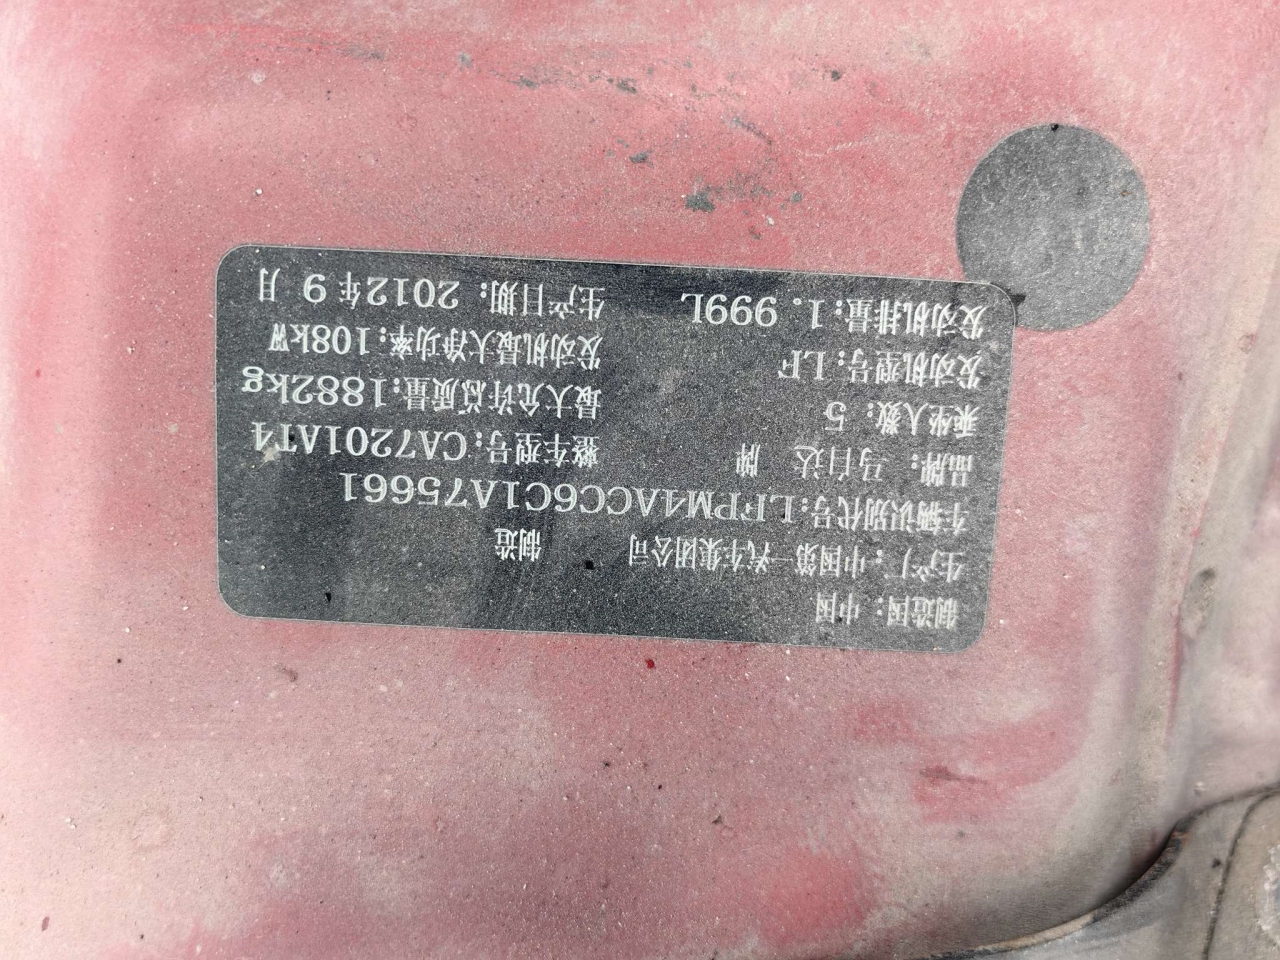 制造国：中国
生产厂：中国第一汽车集团公司 制造
车辆识别代号:LFPM4ACC6C1A75661
品牌：马自达 牌 整车型号:CA7201AT4
乘坐人数：5 最大允许总质量:1882kg
发动机型号:LF 发动机最大净功率:108kW
发动机排量:1.999L 生产日期：2012年9月